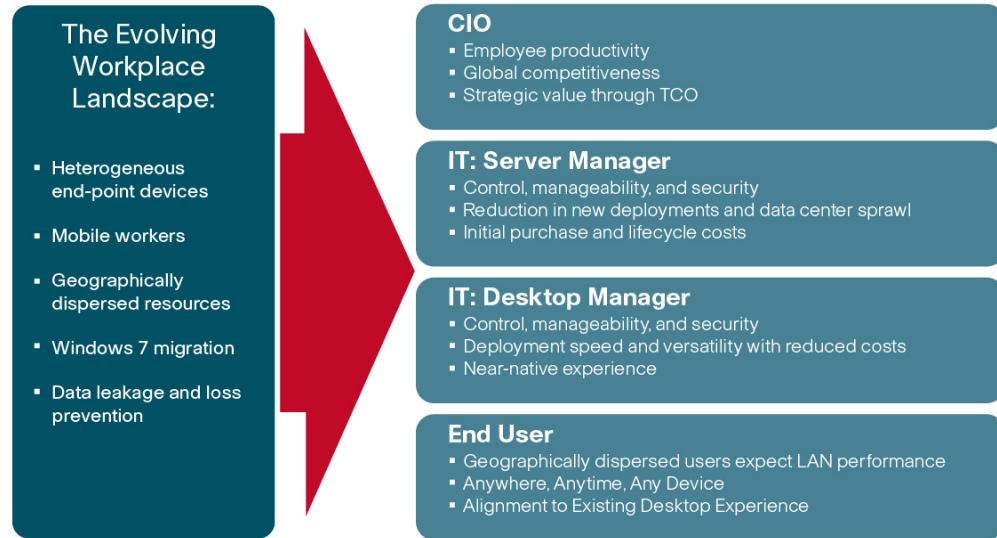 The Evolving
Workplace
Landscape:
▪ Heterogeneous
end-point devices
▪ Mobile workers
▪ Geographically
dispersed resources
▪ Windows 7 migration
▪ Data leakage and loss
prevention
CIO
▪ Employee productivity
▪ Global competitiveness
▪ Strategic value through TCO
IT: Server Manager
▪ Control, manageability, and security
▪ Reduction in new deployments and data center sprawl
▪ Initial purchase and lifecycle costs
IT: Desktop Manager
▪ Control, manageability, and security
▪ Deployment speed and versatility with reduced costs
▪ Near-native experience
End User
▪ Geographically dispersed users expect LAN performance
▪ Anywhere, Anytime, Any Device
▪ Alignment to Existing Desktop Experience